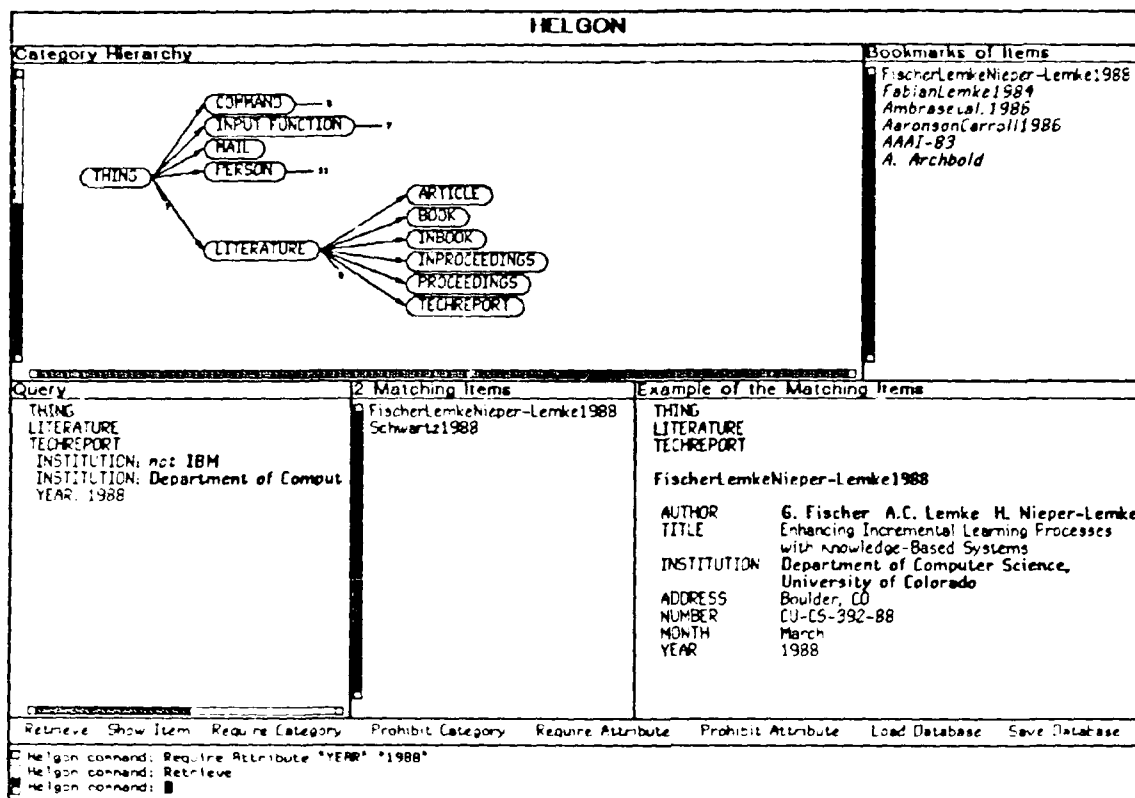 HELGON
Category Hierarchy
Bookmarks of Items
COMMAND
INPUT FUNCTION
MAIL
PERSON
THING
LITERATURE
ARTICLE
BOOK
INBOOK
INPROCEEDINGS
PROCEEDINGS
TECHREPORT
FischerLemkeNieper-Lemke1988
FabianLemke1984
Ambraseal.1986
AaronsonCarroll1986
AAAI-83
A. Archbold
Query
THING
LITERATURE
TECHREPORT
INSTITUTION: not IBM
INSTITUTION: Department of Comput
YEAR: 1988
2 Matching Items
FischerLemkeNieper-Lemke1988
Schwartz1988
Example of the Matching Items
THING
LITERATURE
TECHREPORT
FischerLemkeNieper-Lemke1988
AUTHOR G. Fischer A.C. Lemke H. Nieper-Lemke
TITLE Enhancing Incremental Learning Processes
with Knowledge-Based Systems
INSTITUTION Department of Computer Science,
University of Colorado
ADDRESS Boulder, CO
NUMBER CU-CS-392-88
MONTH March
YEAR 1988
Retrieve Show Item Require Category Prohibit Category Require Attribute Prohibit Attribute Load Database Save Database
Helgon command: Require Attribute "YEAR" "1988"
Helgon command: Retrieve
Helgon command: